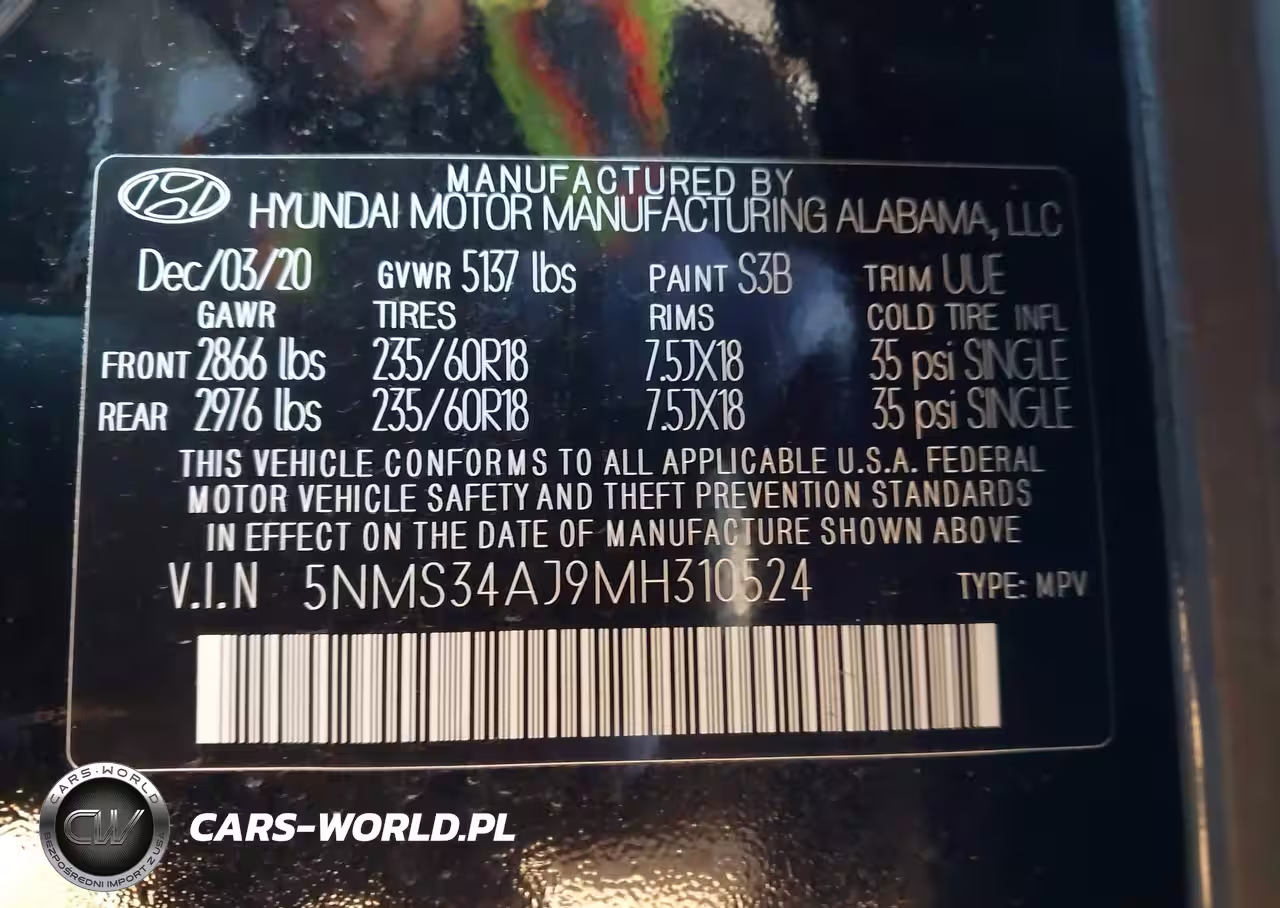 MANUFACTURED BY
HYUNDAI MOTOR MANUFACTURING ALABAMA, LLC
Dec/03/20 GVWR 5137 lbs PAINT S3B TRIM UUE
GAWR TIRES RIMS COLD TIRE INFL
FRONT 2866 lbs 235/60R18 7.5JX18 35 psi SINGLE
REAR 2976 lbs 235/60R18 7.5JX18 35 psi SINGLE
THIS VEHICLE CONFORMS TO ALL APPLICABLE U.S.A. FEDERAL
MOTOR VEHICLE SAFETY AND THEFT PREVENTION STANDARDS
IN EFFECT ON THE DATE OF MANUFACTURE SHOWN ABOVE
V.I.N 5NMS34AJ9MH310524 TYPE: MPV
CARS-WORLD
CW
BEZPOŚREDNI IMPORT Z USA
CARS-WORLD.PL